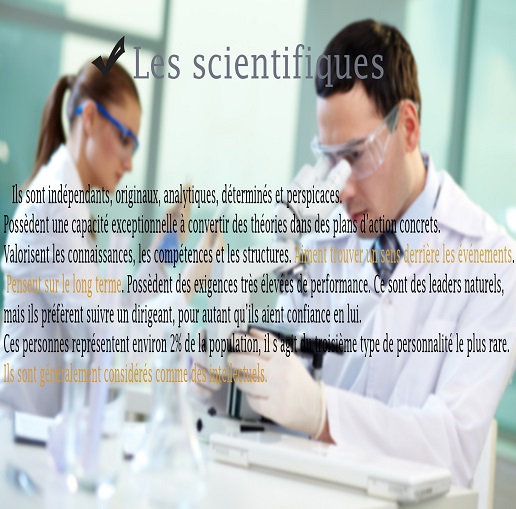 Les scientifiques
Ils sont indépendants, originaux, analytiques, déterminés et perspicaces.
Possèdent une capacité exceptionnelle à convertir des théories dans des plans d'action concrets.
Valorisent les connaissances, les compétences et les structures. Aiment trouver un sens derrière les événements.
Pensent sur le long terme. Possèdent des exigences très élevées de performance. Ce sont des leaders naturels,
mais ils préfèrent suivre un dirigeant, pour autant qu'ils aient confiance en lui.
Ces personnes représentent environ 2% de la population, il s agit du troisième type de personnalité le plus rare.
Ils sont généralement considérés comme des intellectuels.